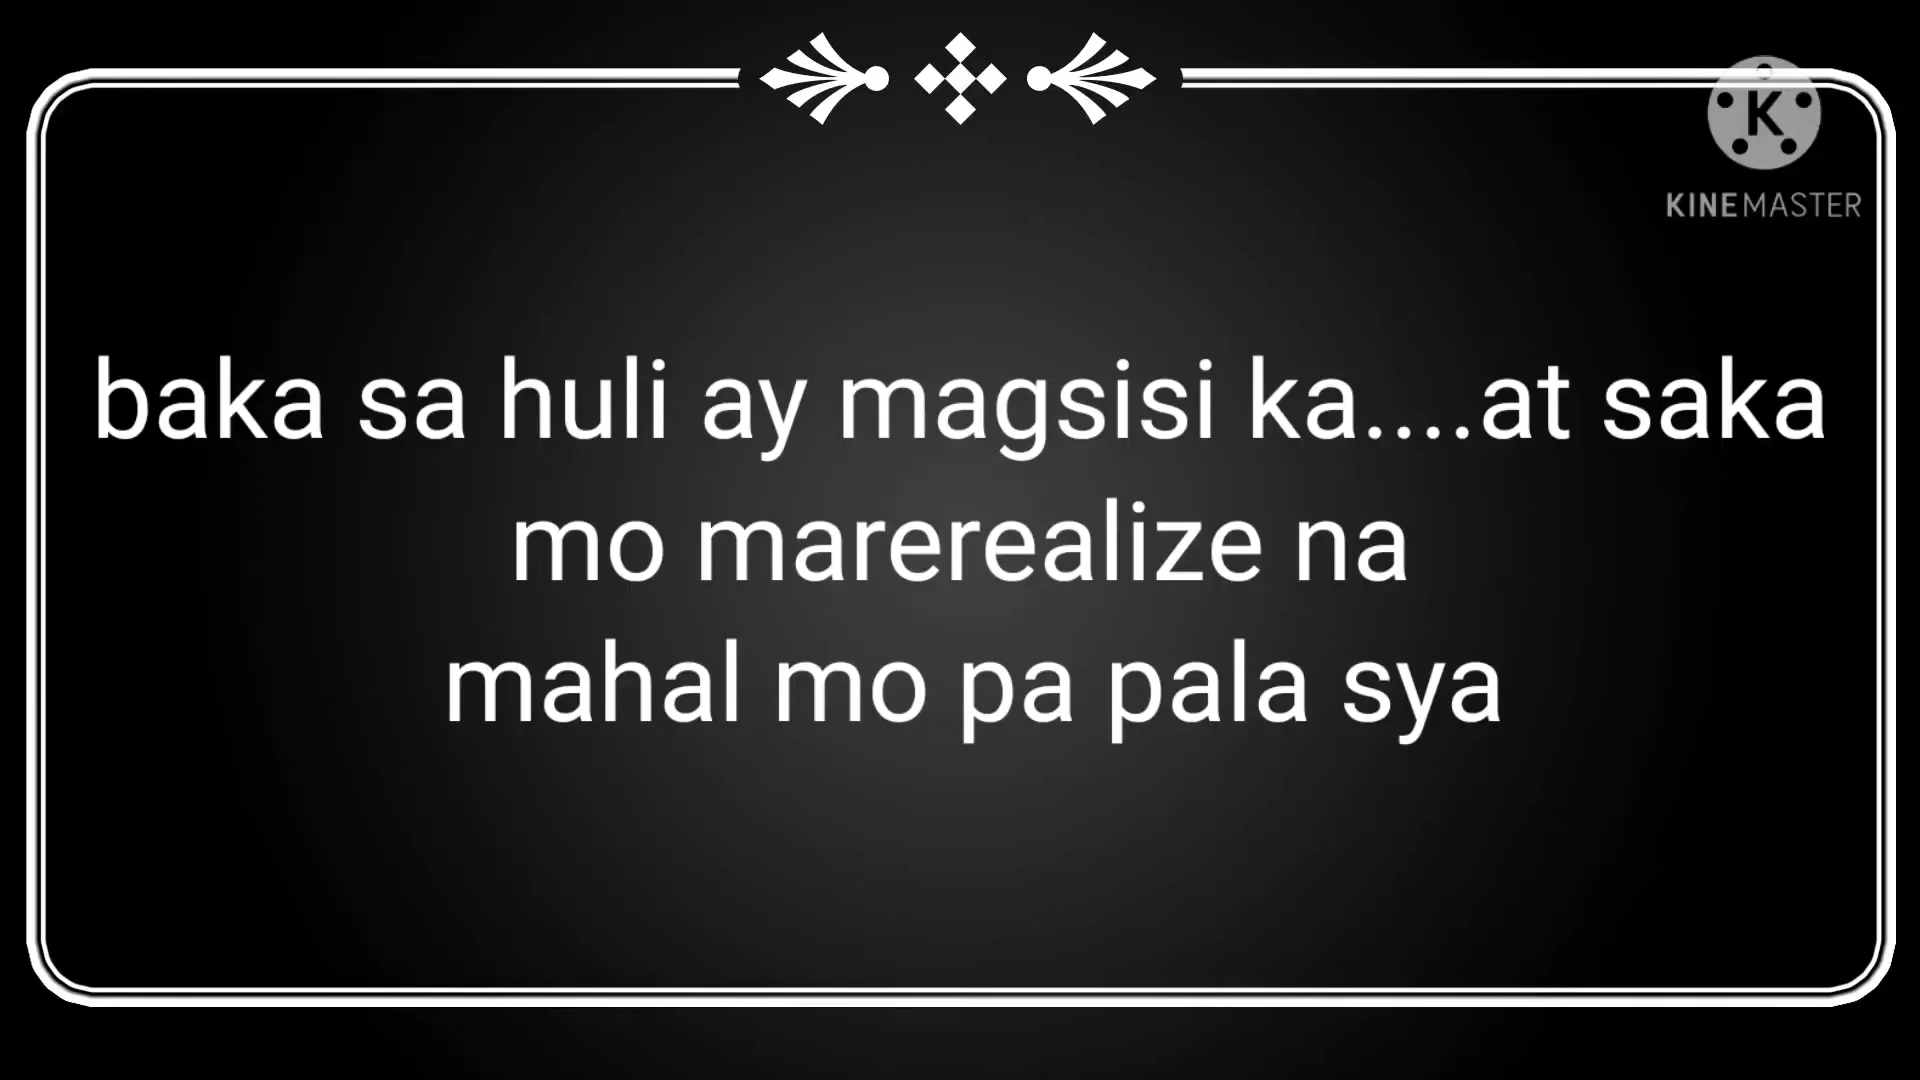 K
KINEMASTER
baka sa huli ay magsisi ka....at saka
mo marerealize na
mahal mo pa pala sya